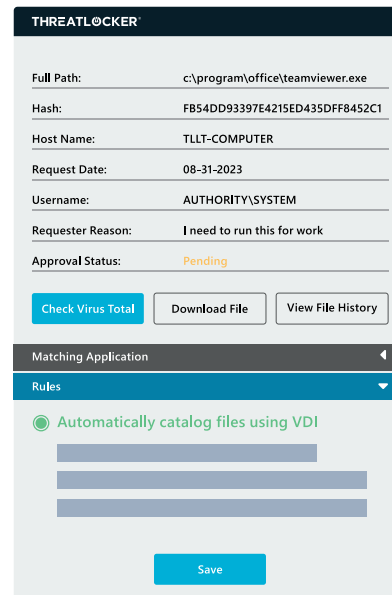 THREATLOCKER®
Full Path: c:\program\office\teamviewer.exe
Hash: FB54DD93397E4215ED435DFF8452C1
Host Name: TLLT-COMPUTER
Request Date: 08-31-2023
Username: AUTHORITY\SYSTEM
Requester Reason: I need to run this for work
Approval Status: Pending
Check Virus Total Download File View File History
Matching Application
Rules
Automatically catalog files using VDI
Save